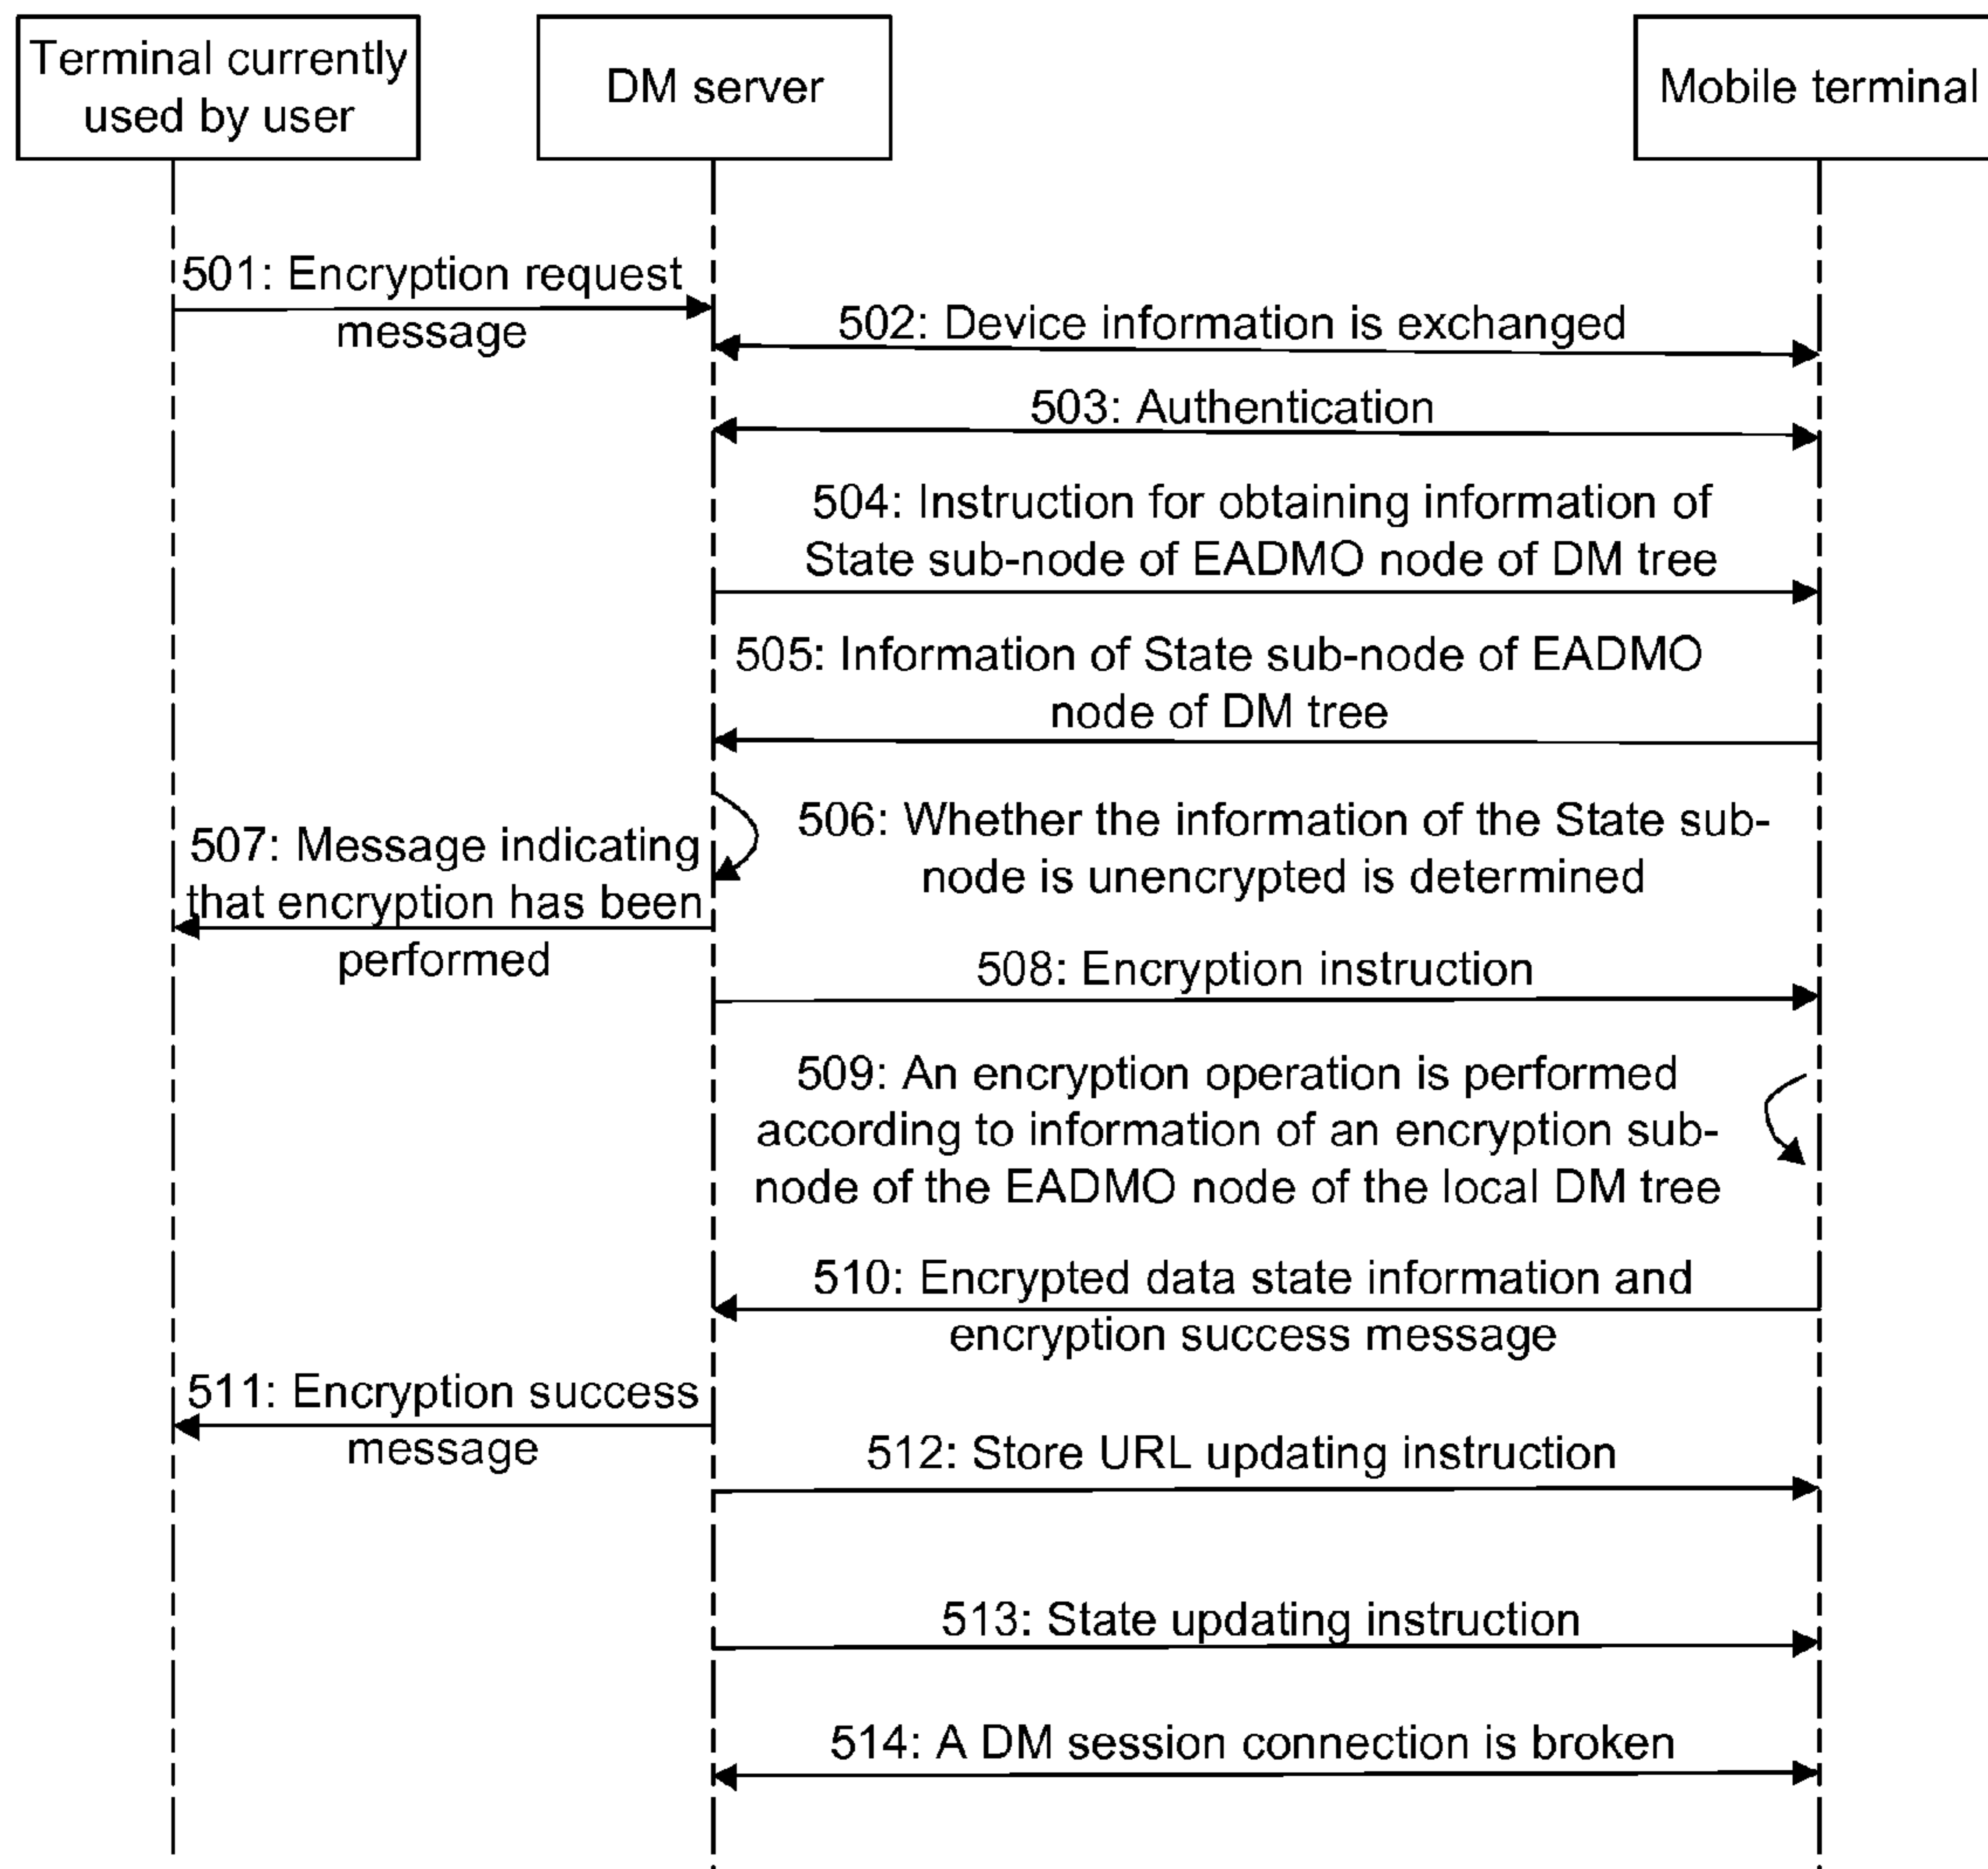 Terminal currently
used by user
DM server
Mobile terminal
501: Encryption request
message
502: Device information is exchanged
503: Authentication
504: Instruction for obtaining information of
State sub-node of EADMO node of DM tree
505: Information of State sub-node of EADMO
node of DM tree
506: Whether the information of the State sub-
node is unencrypted is determined
507: Message indicating
that encryption has been
performed
508: Encryption instruction
509: An encryption operation is performed
according to information of an encryption sub-
node of the EADMO node of the local DM tree
510: Encrypted data state information and
encryption success message
511: Encryption success
message
512: Store URL updating instruction
513: State updating instruction
514: A DM session connection is broken